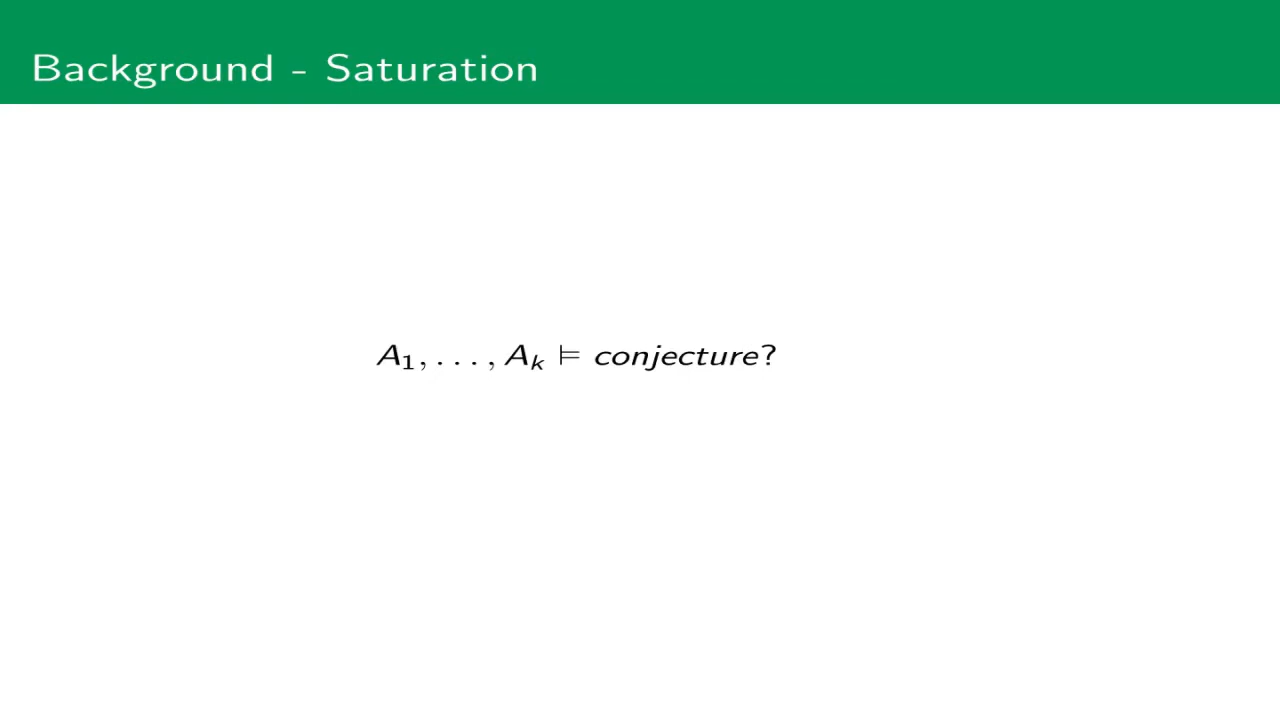 Background - Saturation
A₁, . . . , Aₖ ⊨ conjecture?